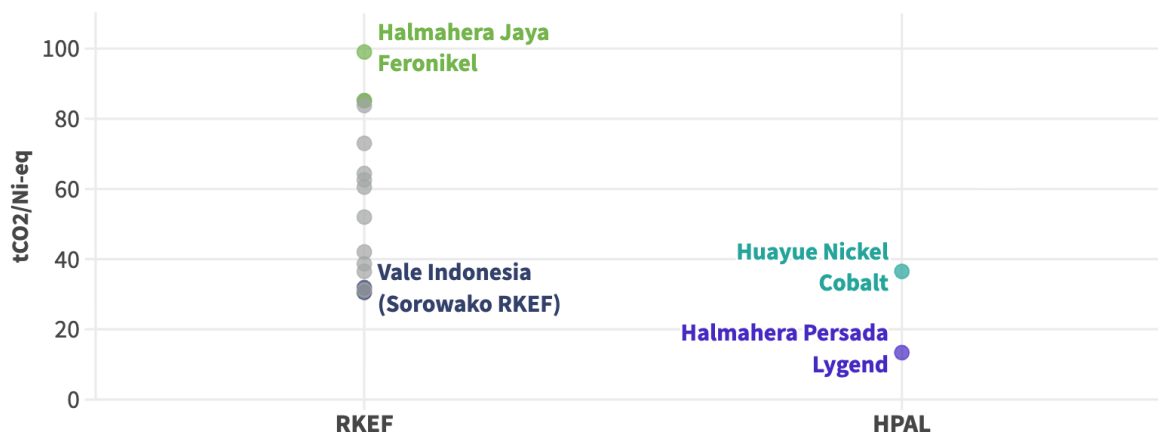 Halmahera Jaya
Feronikel
100
80
60
40
20
0
tCO2/Ni-eq
Vale Indonesia
(Sorowako RKEF)
Huayue Nickel
Cobalt
Halmahera Persada
Lygend
RKEF
HPAL